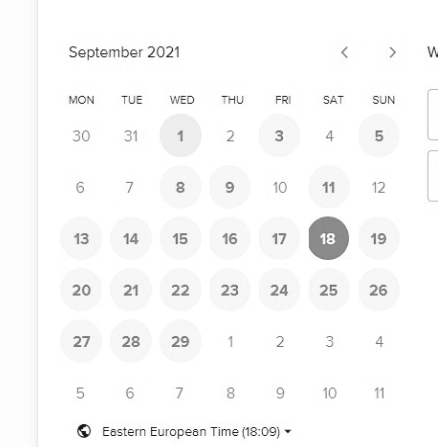 September 2021 < > W
MON TUE WED THU FRI SAT SUN
30 31 1 2 3 4 5
6 7 8 9 10 11 12
13 14 15 16 17 18 19
20 21 22 23 24 25 26
27 28 29 1 2 3 4
5 6 7 8 9 10 11
Eastern European Time (18:09)